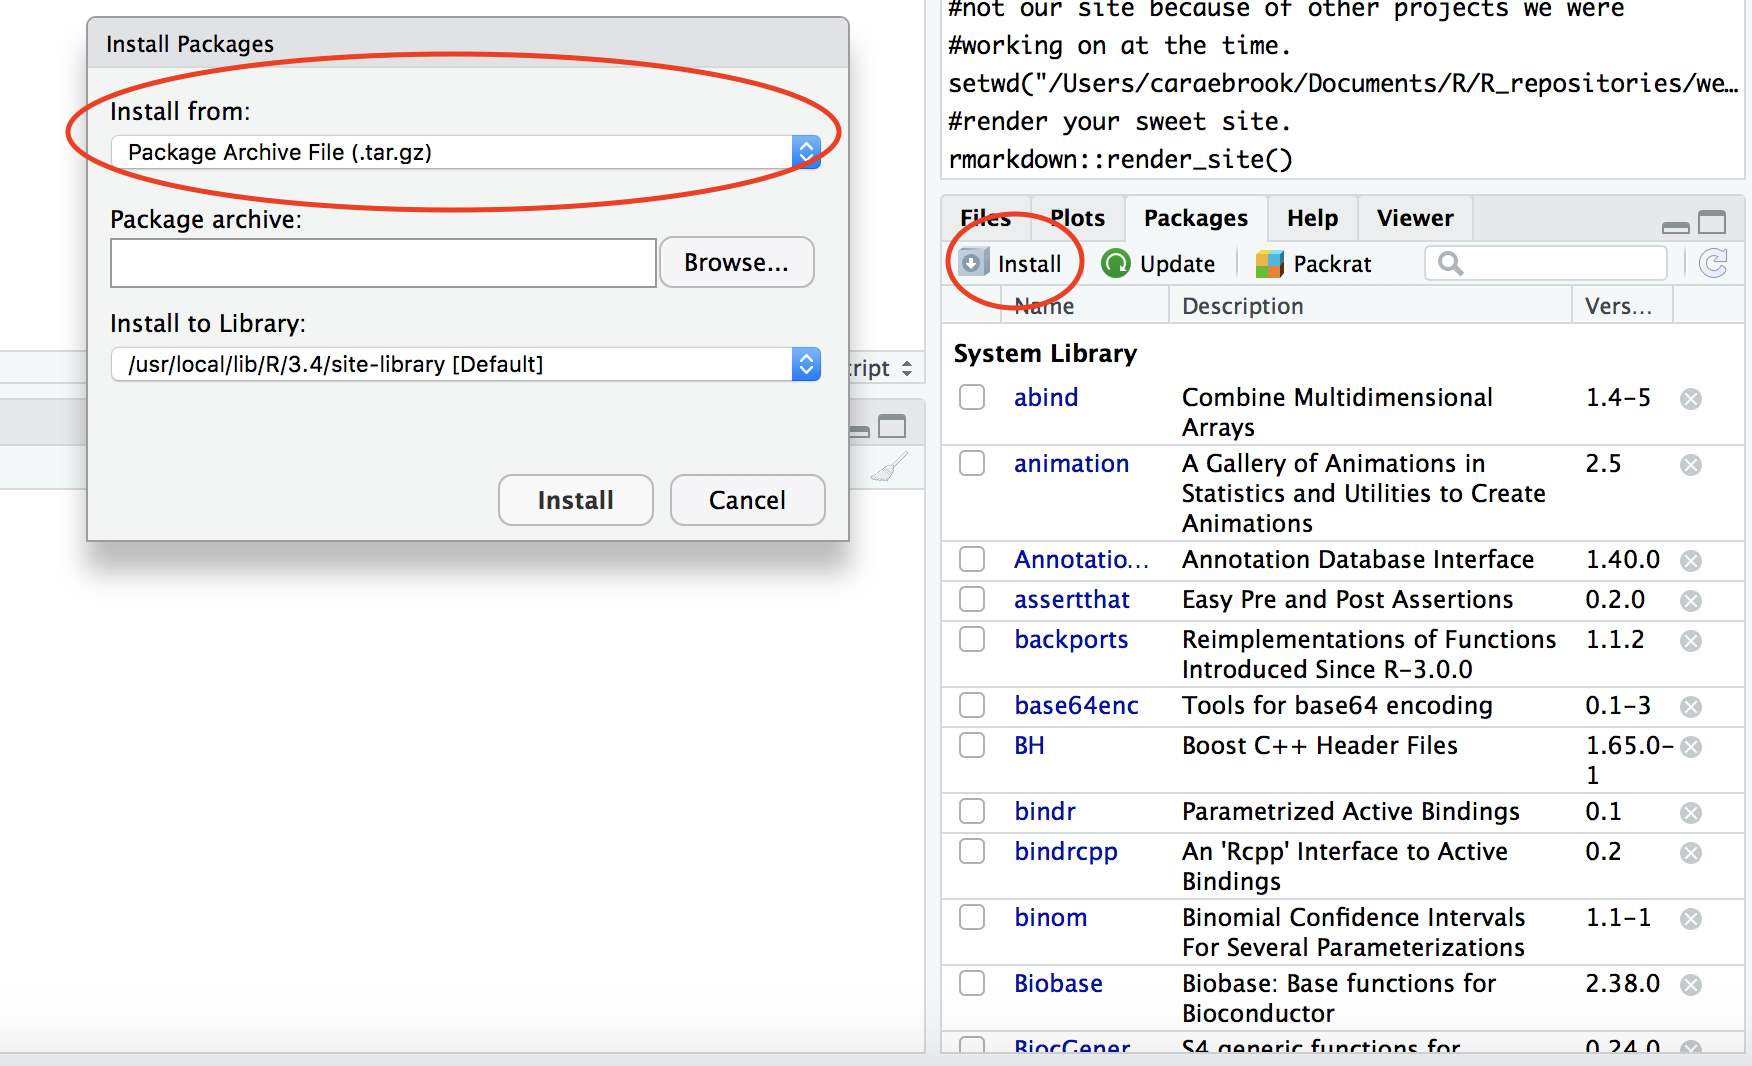 Install Packages
Install from:
Package Archive File (.tar.gz)
Package archive:
Browse...
Install to Library:
/usr/local/lib/R/3.4/site-library [Default]
Install
Cancel
#not our site because of other projects we were
#working on at the time.
setwd("/Users/caraebrook/Documents/R/R_repositories/we…
#render your sweet site.
rmarkdown::render_site()
Files Plots Packages Help Viewer
Install Update Packrat
Name Description Vers...
System Library
abind Combine Multidimensional 1.4-5
Arrays
animation A Gallery of Animations in 2.5
Statistics and Utilities to Create
Animations
Annotatio... Annotation Database Interface 1.40.0
assertthat Easy Pre and Post Assertions 0.2.0
backports Reimplementations of Functions 1.1.2
Introduced Since R-3.0.0
base64enc Tools for base64 encoding 0.1-3
BH Boost C++ Header Files 1.65.0-
1
bindr Parametrized Active Bindings 0.1
bindrcpp An 'Rcpp' Interface to Active 0.2
Bindings
binom Binomial Confidence Intervals 1.1-1
For Several Parameterizations
Biobase Biobase: Base functions for 2.38.0
Bioconductor
BiocGener S4 generic functions for 0.24.0